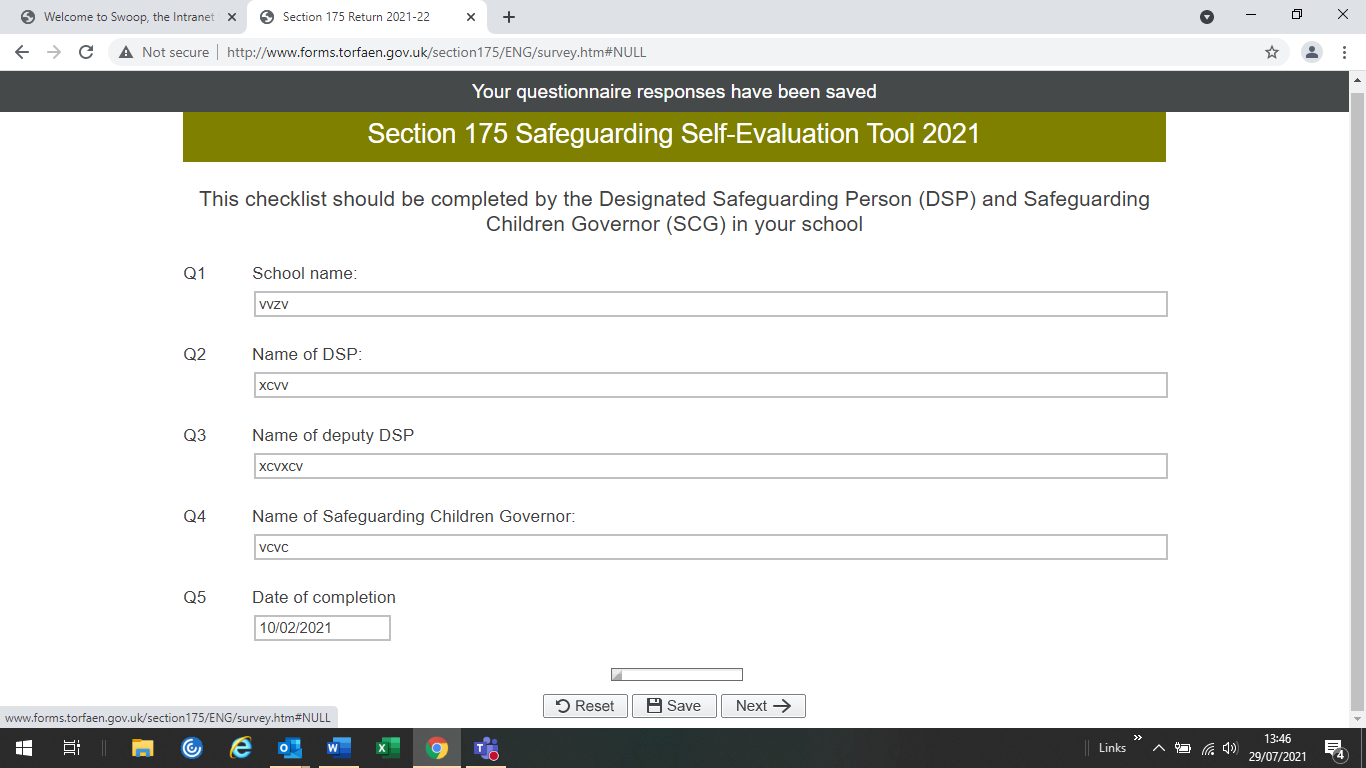 Welcome to Swoop, the Intranet
Section 175 Return 2021-22
Not secure
http://www.forms.torfaen.gov.uk/section175/ENG/survey.htm#NULL
Your questionnaire responses have been saved
Section 175 Safeguarding Self-Evaluation Tool 2021
This checklist should be completed by the Designated Safeguarding Person (DSP) and Safeguarding
Children Governor (SCG) in your school
Q1 School name:
vvzv
Q2 Name of DSP:
xcvv
Q3 Name of deputy DSP
xcvxcv
Q4 Name of Safeguarding Children Governor:
vcvc
Q5 Date of completion
10/02/2021
Reset Save Next
www.forms.torfaen.gov.uk/section175/ENG/survey.htm#NULL
Links
13:46
29/07/2021
4